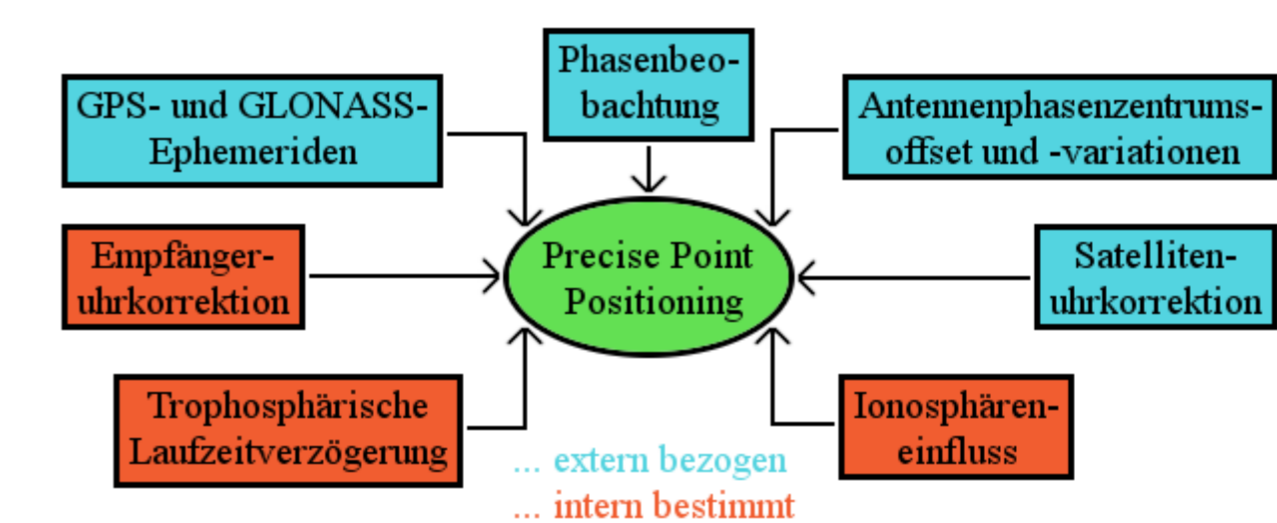 Phasenbeo-
bachtung
GPS- und GLONASS-
Ephemeriden
Antennenphasenzentrums-
offset und -variationen
Empfänger-
uhrkorrektion
Precise Point
Positioning
Satelliten-
uhrkorrektion
Trophosphärische
Laufzeitverzögerung
Ionosphären-
einfluss
... extern bezogen
... intern bestimmt